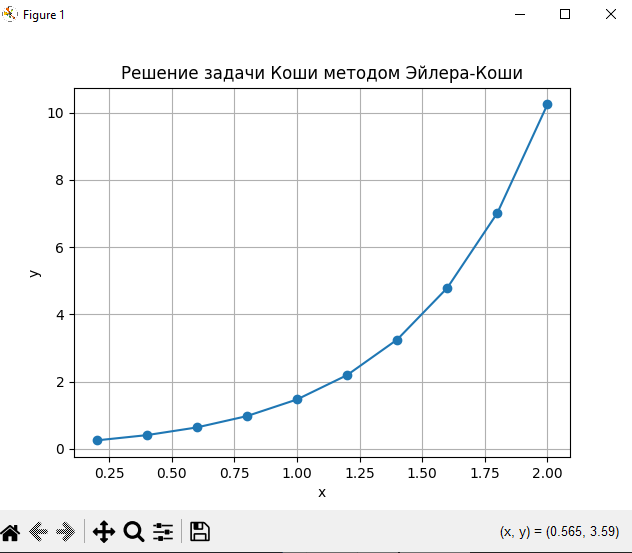 Figure 1
Решение задачи Коши методом Эйлера-Коши
10
8
6
4
2
0
y
0.25 0.50 0.75 1.00 1.25 1.50 1.75 2.00
x
(x, y) = (0.565, 3.59)